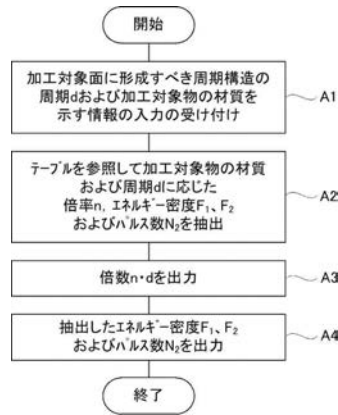 開始
加工対象面に形成すべき周期構造の
周期dおよび加工対象物の材質を
示す情報の入力の受け付け
A1
テーブルを参照して加工対象物の材質
および周期dに応じた
倍率n，エネルギー密度F₁、F₂
およびパルス数N₂を抽出
A2
倍数n・dを出力
A3
抽出したエネルギー密度F₁、F₂
およびパルス数N₂を出力
A4
終了